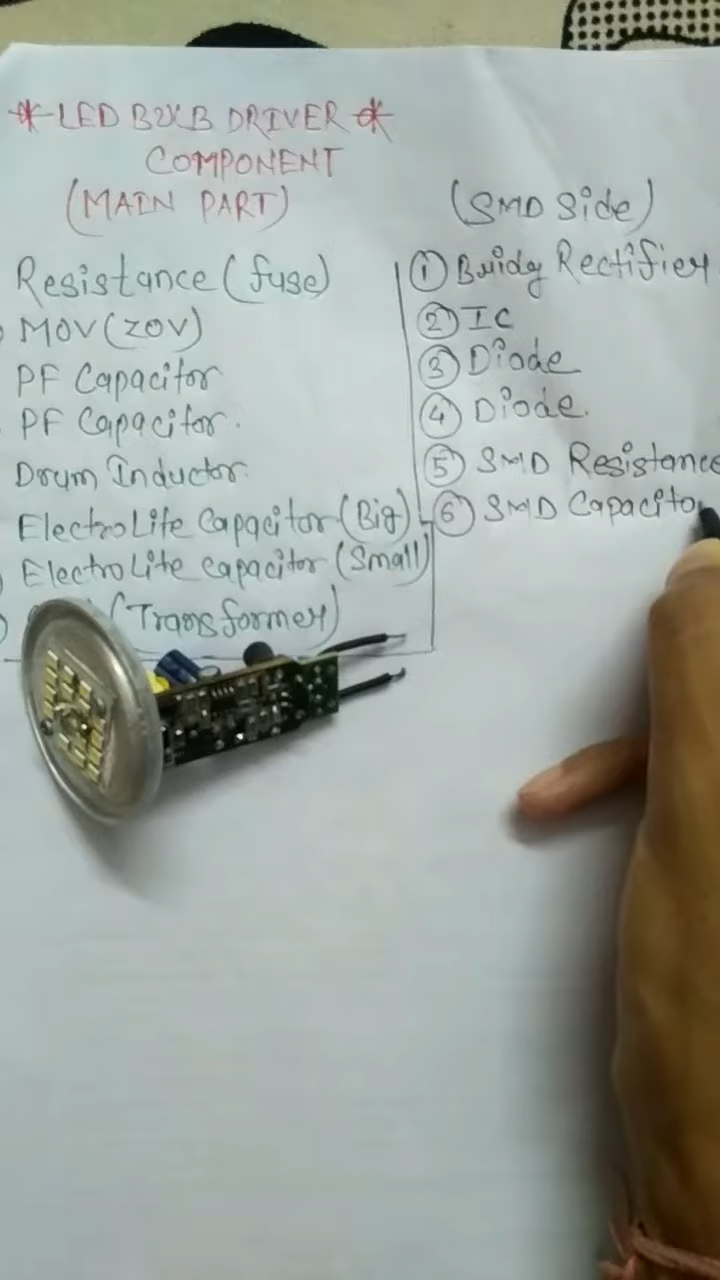 *LED BULB DRIVER*
COMPONENT
(MAIN PART)
Resistance (fuse)
MOV (ZOV)
PF Capacitor
PF Capacitor.
Drum Inductor.
ElectroLite Capacitor (Big)
ElectroLite capacitor (Small)
(Transformer)
(SMD Side)
① Bridg Rectifier
② IC
③ Diode
④ Diode.
⑤ SMD Resistance
⑥ SMD Capacito